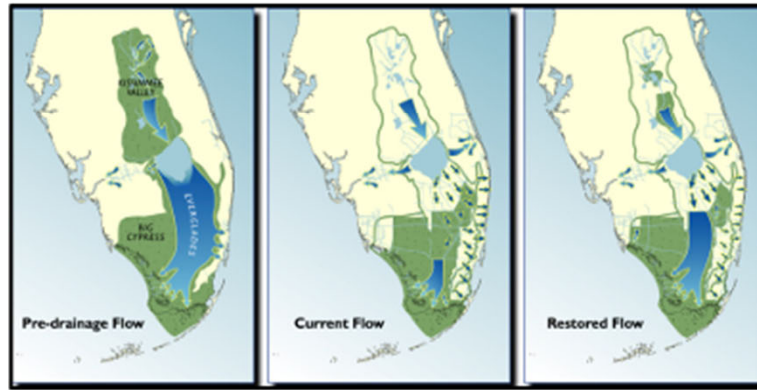 KISSIMMEE
VALLEY
EVERGLADES
BIG
CYPRESS
Pre-drainage Flow
Current Flow
Restored Flow